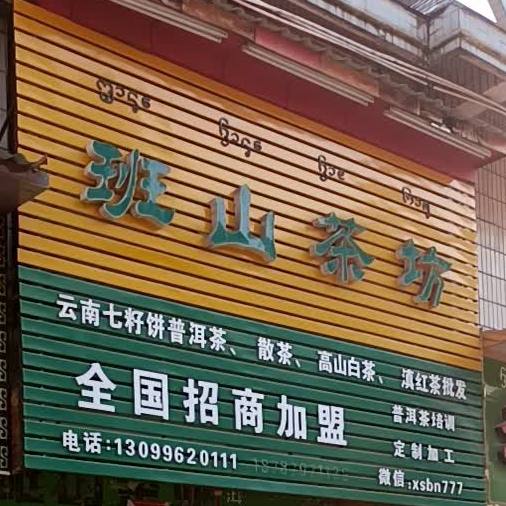 班山茶坊
云南七籽饼普洱茶、散茶、高山白茶、滇红茶批发
全国招商加盟
普洱茶培训
定制加工
电话:13099620111
微信:xsbn777